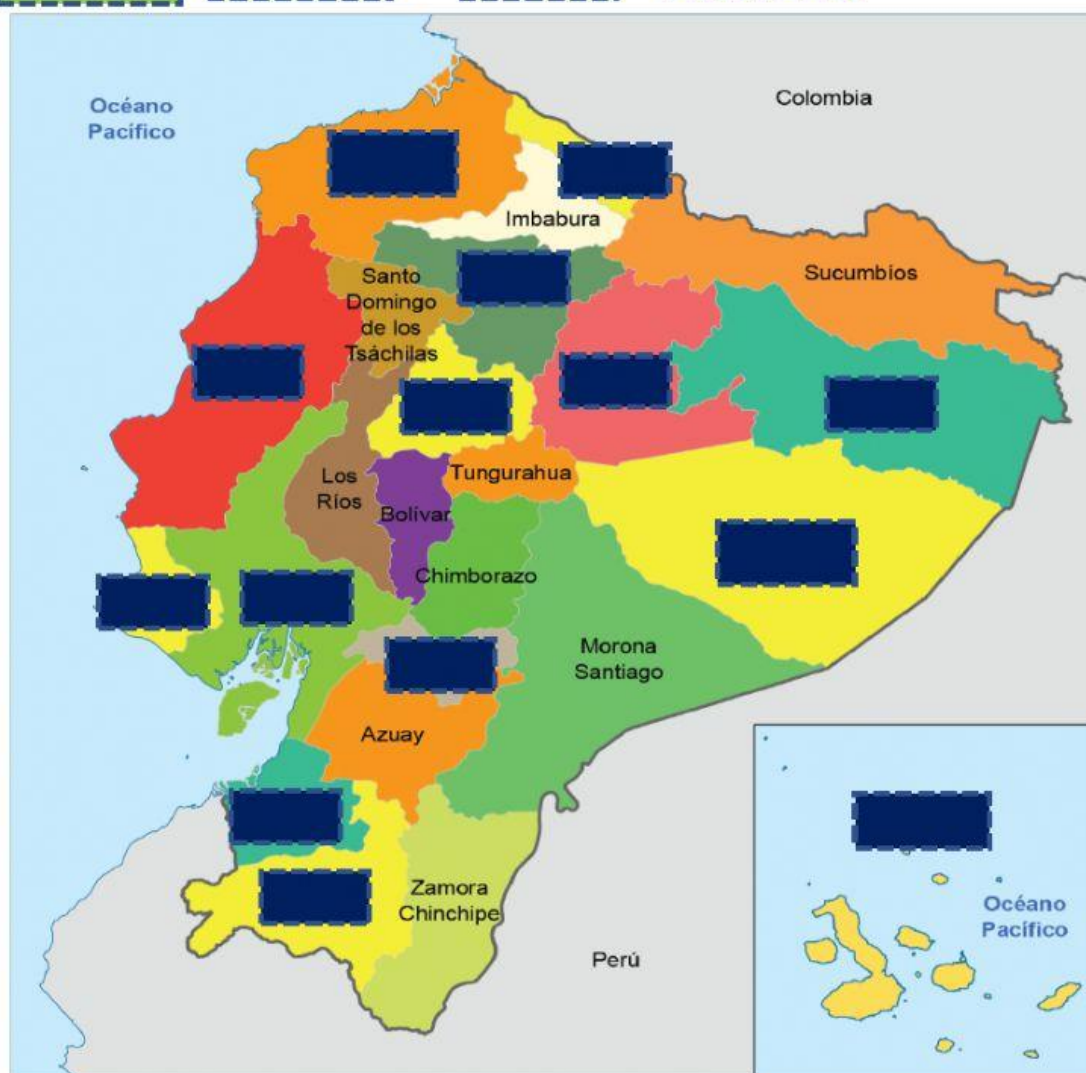 Océano
Pacífico
Colombia
Imbabura
Sucumbíos
Santo
Domingo
de los
Tsáchilas
Tungurahua
Los
Ríos
Bolívar
Chimborazo
Morona
Santiago
Azuay
Zamora
Chinchipe
Perú
Océano
Pacífico